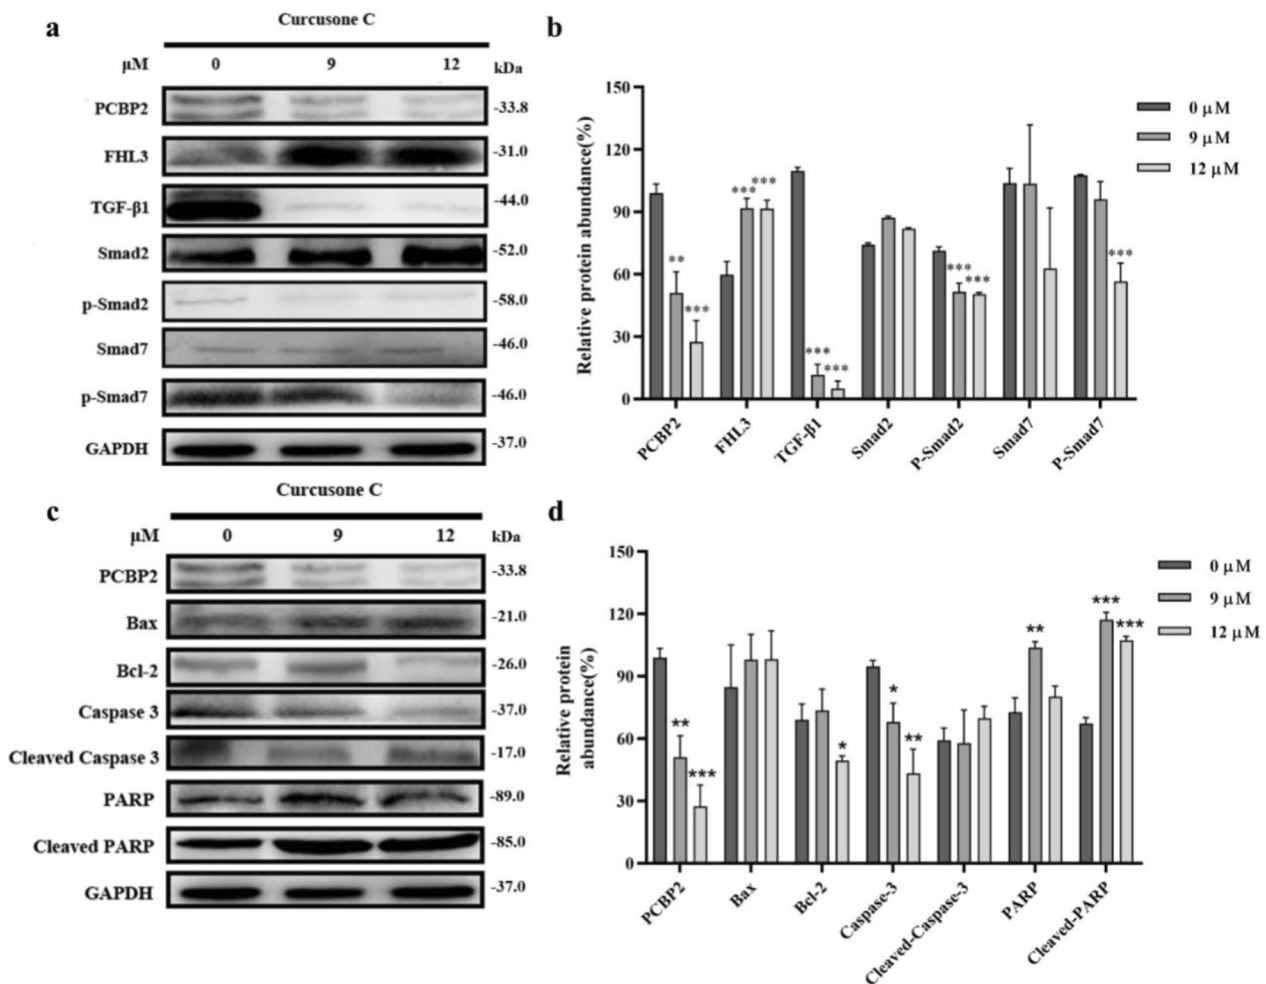 a
Curcusone C
μM 0 9 12 kDa
PCBP2 -33.8
FHL3 -31.0
TGF-β1 -44.0
Smad2 -52.0
p-Smad2 -58.0
Smad7 -46.0
p-Smad7 -46.0
GAPDH -37.0
b
Relative protein abundance(%)
150
120
90
60
30
0
** *** *** *** *** *** *** *** ***
PCBP2 FHL3 TGF-β1 Smad2 P-Smad2 Smad7 P-Smad7
0 μM
9 μM
12 μM
c
Curcusone C
μM 0 9 12 kDa
PCBP2 -33.8
Bax -21.0
Bcl-2 -26.0
Caspase 3 -37.0
Cleaved Caspase 3 -17.0
PARP -89.0
Cleaved PARP -85.0
GAPDH -37.0
d
Relative protein
abundance(%)
150
120
90
60
30
0
** *** * * ** ** *** ***
PCBP2 Bax Bcl-2 Caspase-3 Cleaved-Caspase-3 PARP Cleaved-PARP
0 μM
9 μM
12 μM